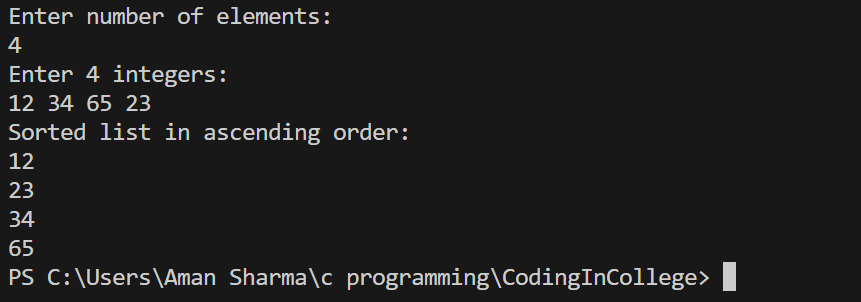 Enter number of elements:
4
Enter 4 integers:
12 34 65 23
Sorted list in ascending order:
12
23
34
65
PS C:\Users\Aman Sharma\c programming\CodingInCollege>